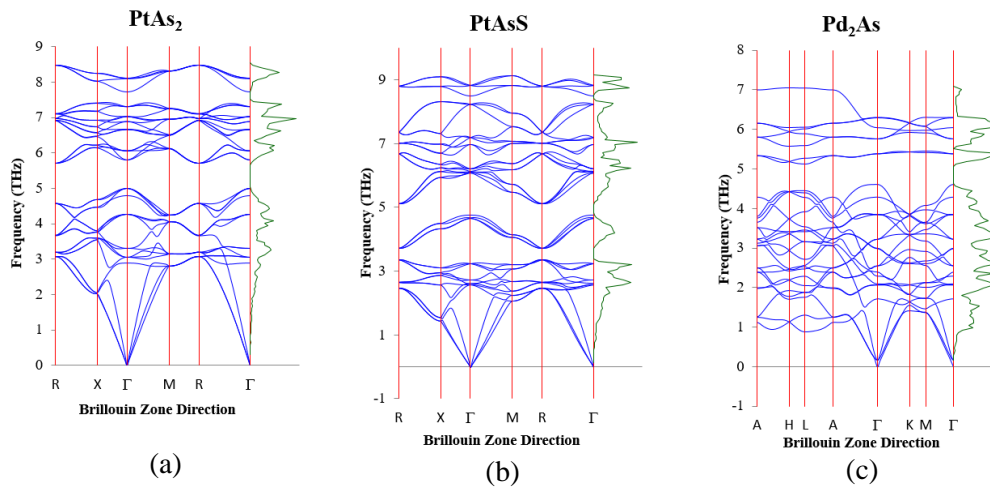 PtAs₂
Frequency (THz)
9
8
7
6
5
4
3
2
1
0
R X Γ M R Γ
Brillouin Zone Direction
(a)
PtAsS
Frequency (THz)
9
7
5
3
1
-1
R X Γ M R Γ
Brillouin Zone Direction
(b)
Pd₂As
Frequency (THz)
8
7
6
5
4
3
2
1
0
-1
A H L A Γ K M Γ
Brillouin Zone Direction
(c)